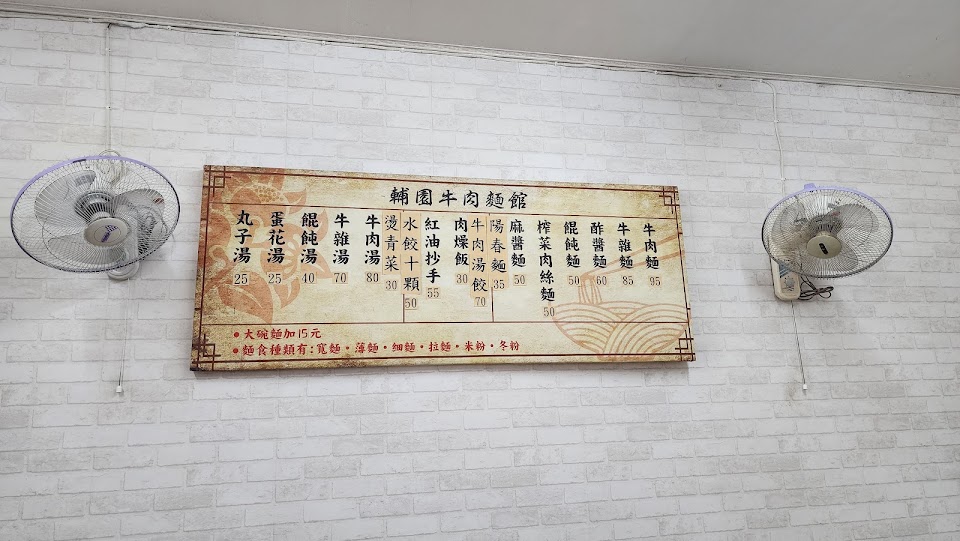 輔園牛肉麵館
牛肉麵 95
牛雜麵 85
酢醬麵 60
餛飩麵 50
榨菜肉絲麵 50
麻醬麵 50
陽春麵 35
牛肉湯餃 70
肉燥飯 30
紅油抄手 55
水餃十顆 50
燙青菜 30
牛肉湯 80
牛雜湯 70
餛飩湯 40
蛋花湯 25
丸子湯 25
•大碗麵加15元
•麵食種類有:寬麵·薄麵·細麵·拉麵·米粉·冬粉